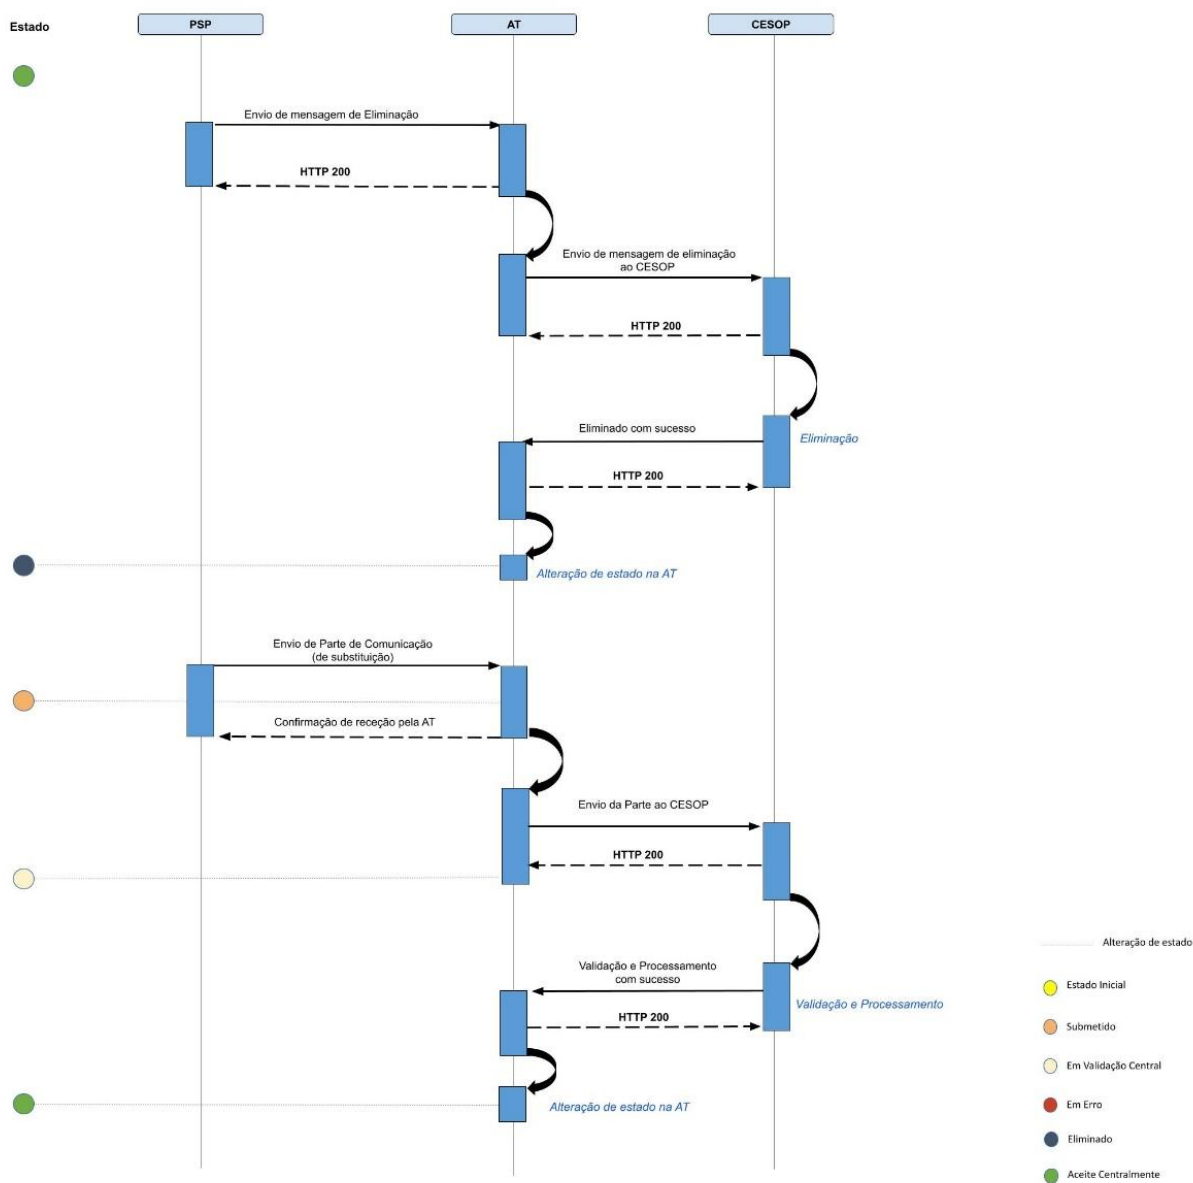 Estado
PSP
AT
CESOP
Envio de mensagem de Eliminação
HTTP 200
Envio de mensagem de eliminação
ao CESOP
HTTP 200
Eliminado com sucesso
Eliminação
HTTP 200
Alteração de estado na AT
Envio de Parte de Comunicação
(de substituição)
Confirmação de receção pela AT
Envio da Parte ao CESOP
HTTP 200
Validação e Processamento
com sucesso
Validação e Processamento
HTTP 200
Alteração de estado na AT
Alteração de estado
Estado Inicial
Submetido
Em Validação Central
Em Erro
Eliminado
Aceite Centralmente